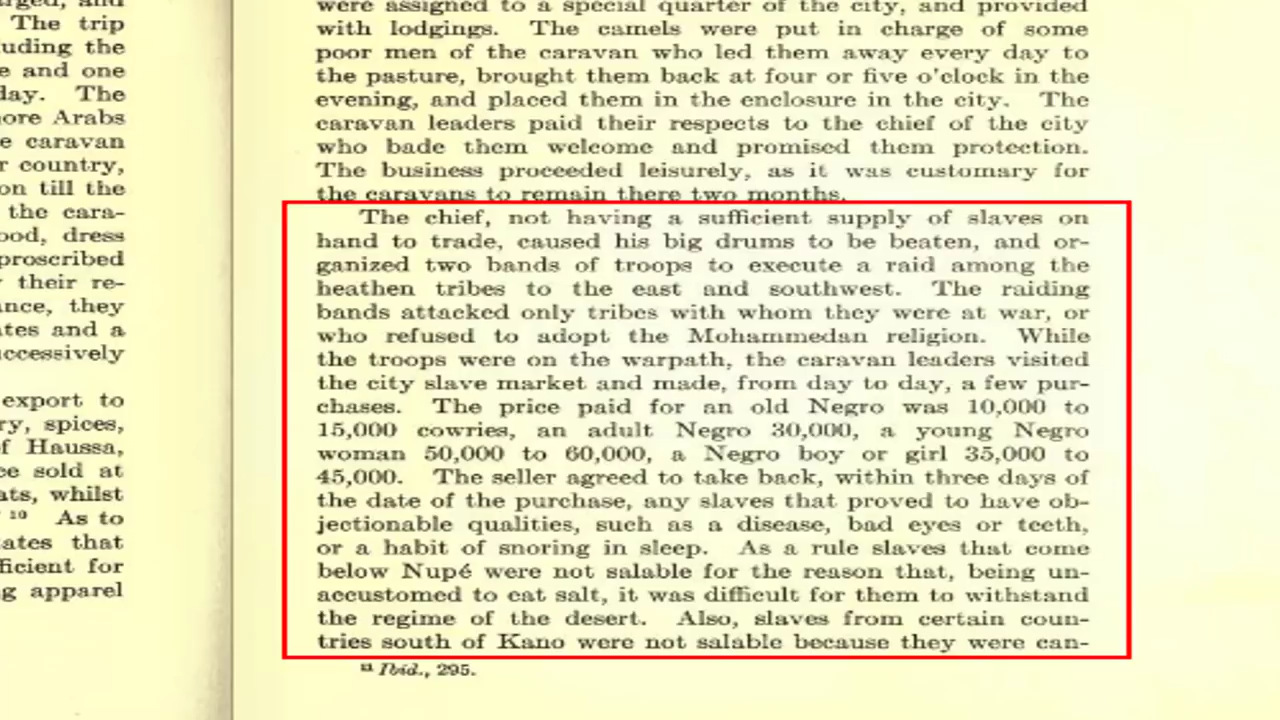 arged, and
The trip
luding the
e and one
day. The
ore Arabs
e caravan
r country,
on till the
the cara-
ood, dress
proscribed
their re-
ance, they
ates and a
uccessively
export to
ry, spices,
f Haussa,
ce sold at
ats, whilst
10 As to
ates that
ficient for
g apparel
were assigned to a special quarter of the city, and provided
with lodgings. The camels were put in charge of some
poor men of the caravan who led them away every day to
the pasture, brought them back at four or five o'clock in the
evening, and placed them in the enclosure in the city. The
caravan leaders paid their respects to the chief of the city
who bade them welcome and promised them protection.
The business proceeded leisurely, as it was customary for
the caravans to remain there two months.
The chief, not having a sufficient supply of slaves on
hand to trade, caused his big drums to be beaten, and or-
ganized two bands of troops to execute a raid among the
heathen tribes to the east and southwest. The raiding
bands attacked only tribes with whom they were at war, or
who refused to adopt the Mohammedan religion. While
the troops were on the warpath, the caravan leaders visited
the city slave market and made, from day to day, a few pur-
chases. The price paid for an old Negro was 10,000 to
15,000 cowries, an adult Negro 30,000, a young Negro
woman 50,000 to 60,000, a Negro boy or girl 35,000 to
45,000. The seller agreed to take back, within three days of
the date of the purchase, any slaves that proved to have ob-
jectionable qualities, such as a disease, bad eyes or teeth,
or a habit of snoring in sleep. As a rule slaves that come
below Nupé were not salable for the reason that, being un-
accustomed to eat salt, it was difficult for them to withstand
the regime of the desert. Also, slaves from certain coun-
tries south of Kano were not salable because they were can-
11 Ibid., 295.